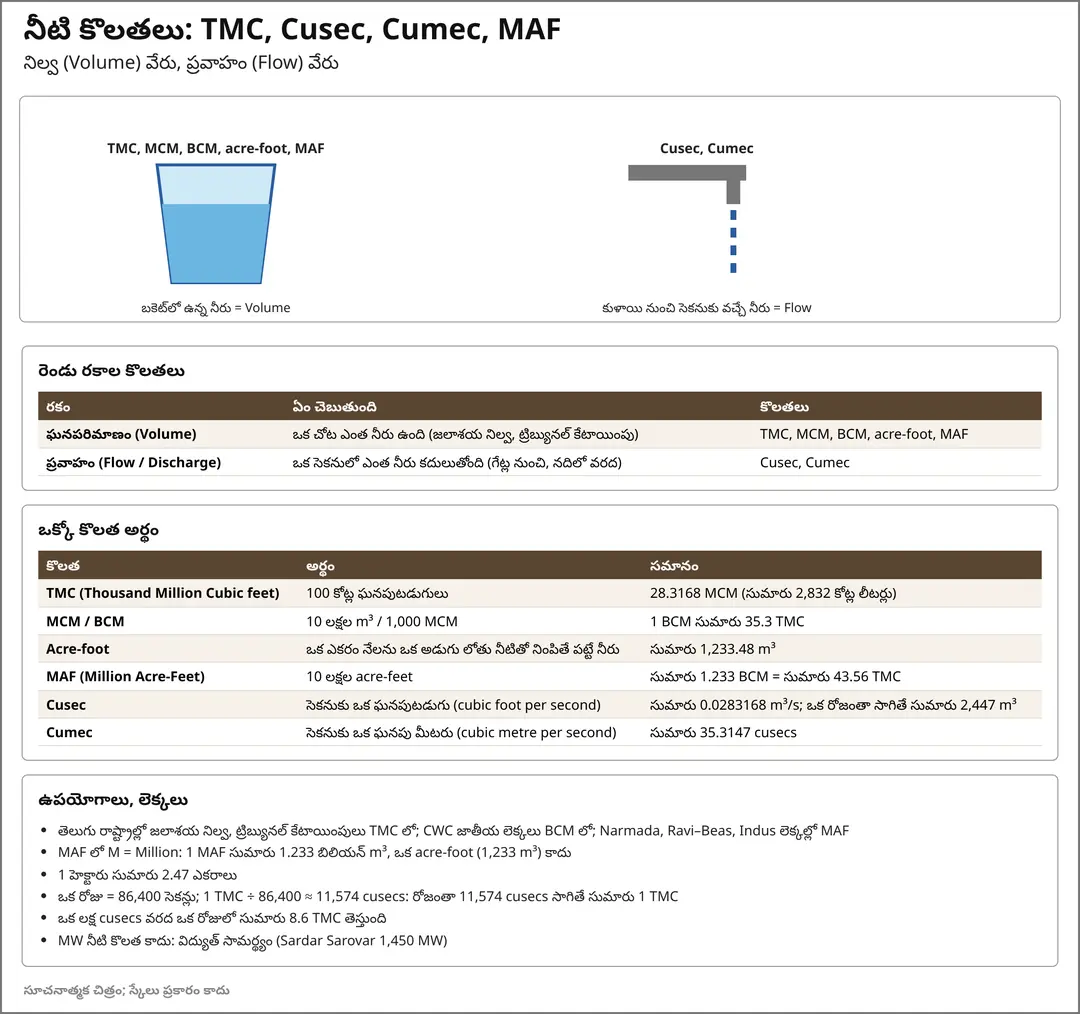 నీటి కొలతలు: TMC, Cusec, Cumec, MAF
నిల్వ (Volume) వేరు, ప్రవాహం (Flow) వేరు
TMC, MCM, BCM, acre-foot, MAF
Cusec, Cumec
బకెట్‌లో ఉన్న నీరు = Volume
కుళాయి నుంచి సెకనుకు వచ్చే నీరు = Flow
రెండు రకాల కొలతలు
రకం ఏం చెబుతుంది కొలతలు
ఘనపరిమాణం (Volume) ఒక చోట ఎంత నీరు ఉంది (జలాశయ నిల్వ, ట్రిబ్యునల్ కేటాయింపు) TMC, MCM, BCM, acre-foot, MAF
ప్రవాహం (Flow / Discharge) ఒక సెకనులో ఎంత నీరు కదులుతోంది (గేట్ల నుంచి, నదిలో వరద) Cusec, Cumec
ఒక్కో కొలత అర్థం
కొలత అర్థం సమానం
TMC (Thousand Million Cubic feet) 100 కోట్ల ఘనపుటడుగులు 28.3168 MCM (సుమారు 2,832 కోట్ల లీటర్లు)
MCM / BCM 10 లక్షల m³ / 1,000 MCM 1 BCM సుమారు 35.3 TMC
Acre-foot ఒక ఎకరం నేలను ఒక అడుగు లోతు నీటితో నింపితే పట్టే నీరు సుమారు 1,233.48 m³
MAF (Million Acre-Feet) 10 లక్షల acre-feet సుమారు 1.233 BCM = సుమారు 43.56 TMC
Cusec సెకనుకు ఒక ఘనపుటడుగు (cubic foot per second) సుమారు 0.0283168 m³/s; ఒక రోజంతా సాగితే సుమారు 2,447 m³
Cumec సెకనుకు ఒక ఘనపు మీటరు (cubic metre per second) సుమారు 35.3147 cusecs
ఉపయోగాలు, లెక్కలు
• తెలుగు రాష్ట్రాల్లో జలాశయ నిల్వ, ట్రిబ్యునల్ కేటాయింపులు TMC లో; CWC జాతీయ లెక్కలు BCM లో; Narmada, Ravi–Beas, Indus లెక్కల్లో MAF
• MAF లో M = Million: 1 MAF సుమారు 1.233 బిలియన్ m³, ఒక acre-foot (1,233 m³) కాదు
• 1 హెక్టారు సుమారు 2.47 ఎకరాలు
• ఒక రోజు = 86,400 సెకన్లు; 1 TMC ÷ 86,400 ≈ 11,574 cusecs: రోజంతా 11,574 cusecs సాగితే సుమారు 1 TMC
• ఒక లక్ష cusecs వరద ఒక రోజులో సుమారు 8.6 TMC తెస్తుంది
• MW నీటి కొలత కాదు: విద్యుత్ సామర్థ్యం (Sardar Sarovar 1,450 MW)
సూచనాత్మక చిత్రం; స్కేలు ప్రకారం కాదు